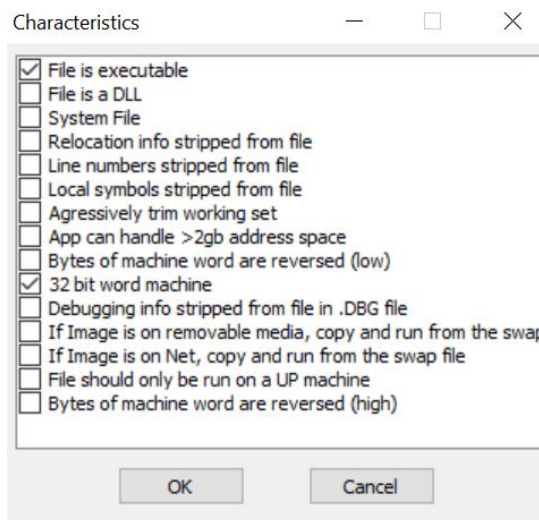 Characteristics
File is executable
File is a DLL
System File
Relocation info stripped from file
Line numbers stripped from file
Local symbols stripped from file
Agressively trim working set
App can handle >2gb address space
Bytes of machine word are reversed (low)
32 bit word machine
Debugging info stripped from file in .DBG file
If Image is on removable media, copy and run from the swap
If Image is on Net, copy and run from the swap file
File should only be run on a UP machine
Bytes of machine word are reversed (high)
OK Cancel